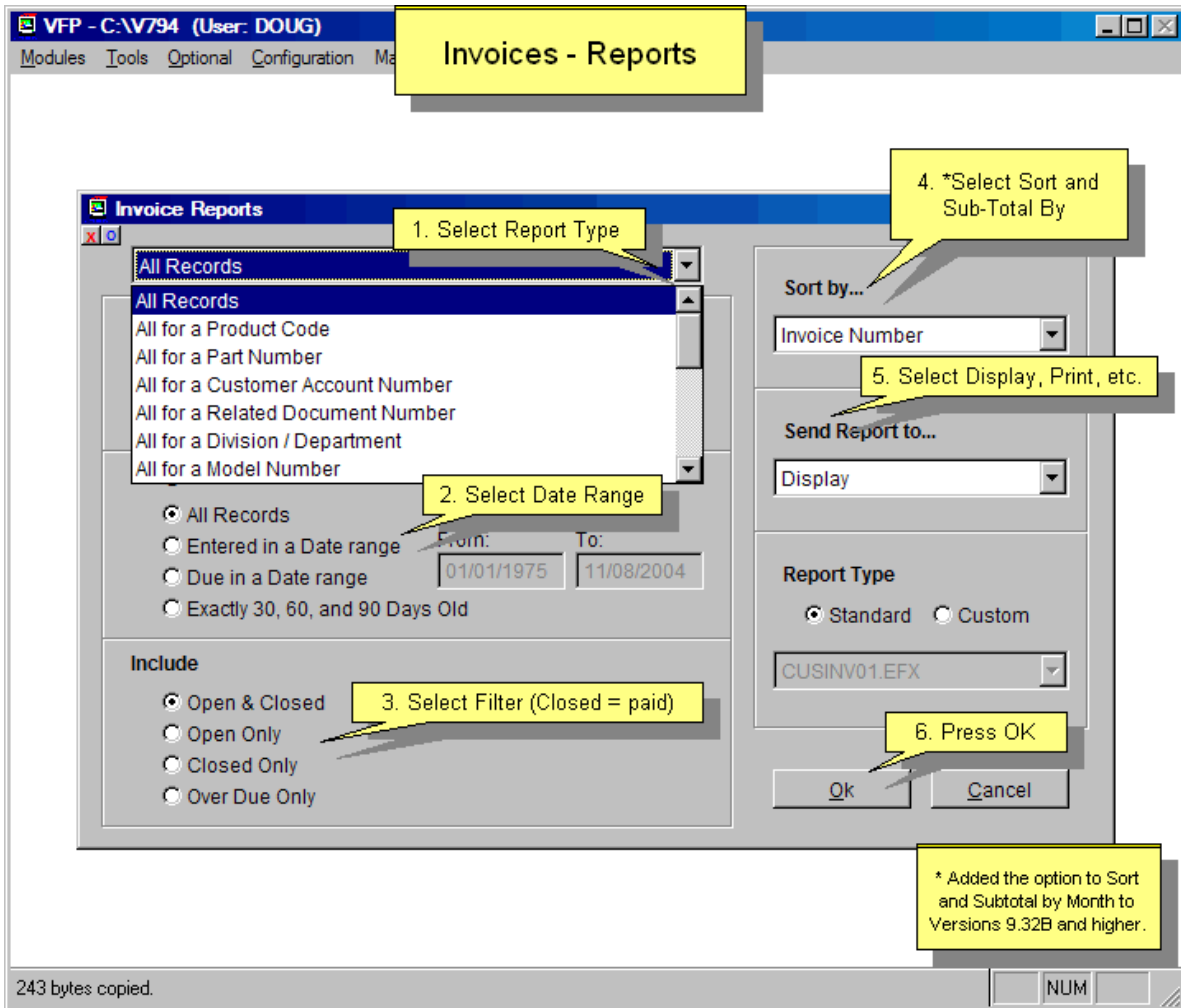 VFP - C:\V794 (User: DOUG)
Modules Tools Optional Configuration Ma
Invoices - Reports
Invoice Reports
X O
1. Select Report Type
All Records
All Records
All for a Product Code
All for a Part Number
All for a Customer Account Number
All for a Related Document Number
All for a Division / Department
All for a Model Number
2. Select Date Range
All Records
Entered in a Date range
Due in a Date range
Exactly 30, 60, and 90 Days Old
From:
To:
01/01/1975
11/08/2004
Include
Open & Closed
Open Only
Closed Only
Over Due Only
3. Select Filter (Closed = paid)
4. *Select Sort and
Sub-Total By
Sort by...
Invoice Number
5. Select Display, Print, etc.
Send Report to...
Display
Report Type
Standard Custom
CUSINV01.EFX
6. Press OK
Ok
Cancel
* Added the option to Sort
and Subtotal by Month to
Versions 9.32B and higher.
243 bytes copied.
NUM